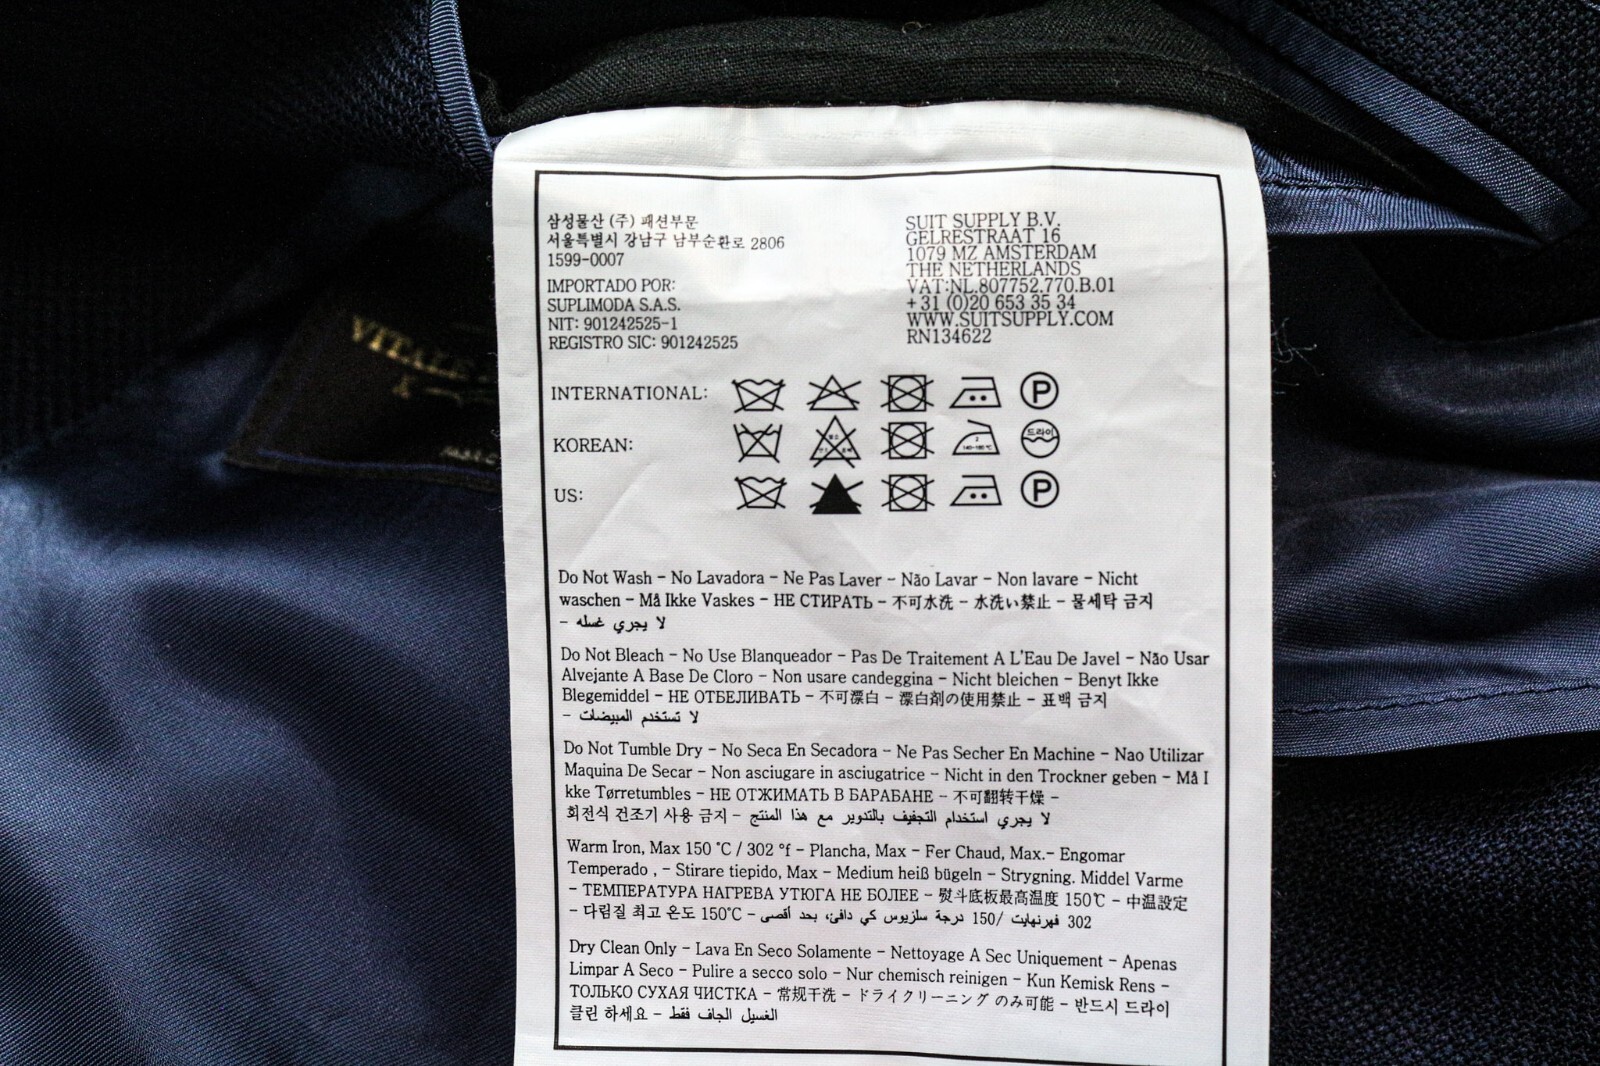 삼성물산 (주) 패션부문
서울특별시 강남구 남부순환로 2806
1599-0007
IMPORTADO POR:
SUPLIMODA S.A.S.
NIT: 901242525-1
REGISTRO SIC: 901242525
SUIT SUPPLY B.V.
GELRESTRAAT 16
1079 MZ AMSTERDAM
THE NETHERLANDS
VAT:NL.807752.770.B.01
+31 (0)20 653 35 34
WWW.SUITSUPPLY.COM
RN134622
INTERNATIONAL:
P
KOREAN:
드라이
US:
P
Do Not Wash - No Lavadora - Ne Pas Laver - Não Lavar - Non lavare - Nicht
waschen - Må Ikke Vaskes - НЕ СТИРАТЬ - 不可水洗 - 水洗い禁止 - 물세탁 금지
- لا يجري غسله
Do Not Bleach - No Use Blanqueador - Pas De Traitement A L'Eau De Javel - Não Usar
Alvejante A Base De Cloro - Non usare candeggina - Nicht bleichen - Benyt Ikke
Blegemiddel - НЕ ОТБЕЛИВАТЬ - 不可漂白 - 漂白剤の使用禁止 - 표백 금지
- لا تستخدم المبيضات
Do Not Tumble Dry - No Seca En Secadora - Ne Pas Secher En Machine - Nao Utilizar
Maquina De Secar - Non asciugare in asciugatrice - Nicht in den Trockner geben - Må I
kke Tørretumbles - НЕ ОТЖИМАТЬ В БАРАБАНЕ - 不可翻转干燥 -
회전식 건조기 사용 금지 - لا يجري استخدام التجفيف بالتدوير مع هذا المنتج
Warm Iron, Max 150 °C / 302 °f - Plancha, Max - Fer Chaud, Max.- Engomar
Temperado , - Stirare tiepido, Max - Medium heiß bügeln - Strygning. Middel Varme
- ТЕМПЕРАТУРА НАГРЕВА УТЮГА НЕ БОЛЕЕ - 熨斗底板最高温度 150℃ - 中温設定
- 다림질 최고 온도 150°C - 302 فهرنهايت /150 درجة سلزيوس كي دافئ، بحد أقصى
Dry Clean Only - Lava En Seco Solamente - Nettoyage A Sec Uniquement - Apenas
Limpar A Seco - Pulire a secco solo - Nur chemisch reinigen - Kun Kemisk Rens -
ТОЛЬКО СУХАЯ ЧИСТКА - 常规干洗 - ドライクリーニング のみ可能 - 반드시 드라이
클린 하세요 - الغسيل الجاف فقط
VITALE